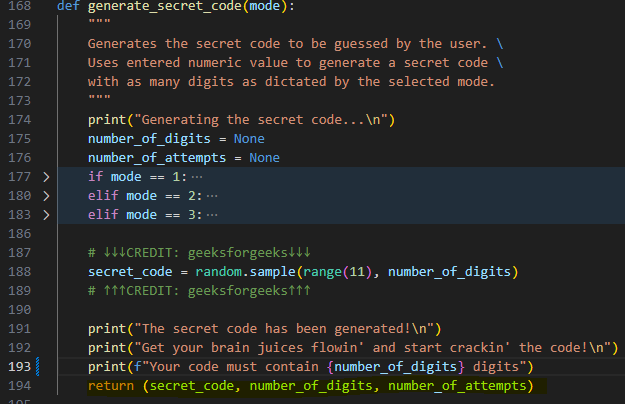 168 def generate_secret_code(mode):
169 """
170 Generates the secret code to be guessed by the user. \
171 Uses entered numeric value to generate a secret code \
172 with as many digits as dictated by the selected mode.
173 """
174 print("Generating the secret code...\n")
175 number_of_digits = None
176 number_of_attempts = None
177 > if mode == 1:⋯
180 > elif mode == 2:⋯
183 > elif mode == 3:⋯
186
187 # ↓↓↓CREDIT: geeksforgeeks↓↓↓
188 secret_code = random.sample(range(11), number_of_digits)
189 # ↑↑↑CREDIT: geeksforgeeks↑↑↑
190
191 print("The secret code has been generated!\n")
192 print("Get your brain juices flowin' and start crackin' the code!\n")
193 print(f"Your code must contain {number_of_digits} digits")
194 return (secret_code, number_of_digits, number_of_attempts)